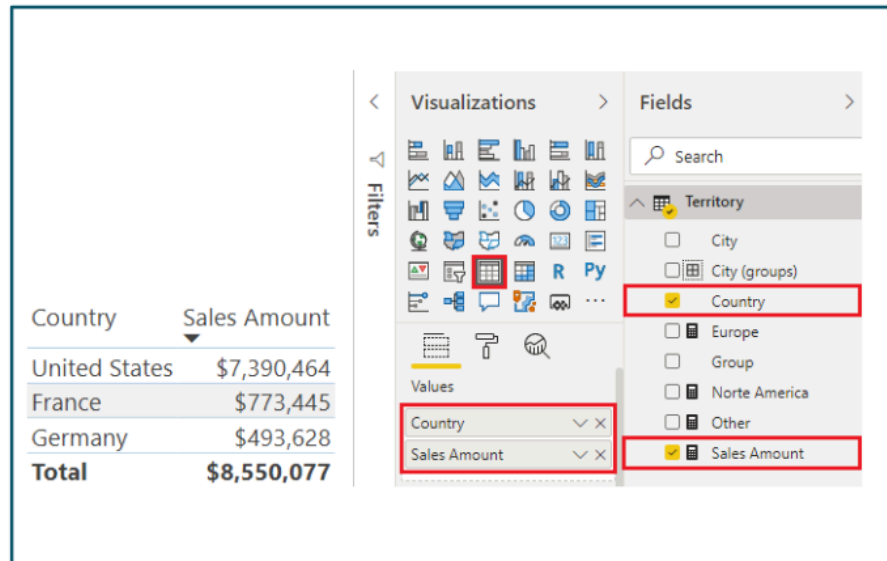 Visualizations
Fields
Search
Filters
Territory
City
City (groups)
Country
Europe
Group
Norte America
Other
Sales Amount
123
R Py
Values
Country
Sales Amount
Country Sales Amount
United States $7,390,464
France $773,445
Germany $493,628
Total $8,550,077